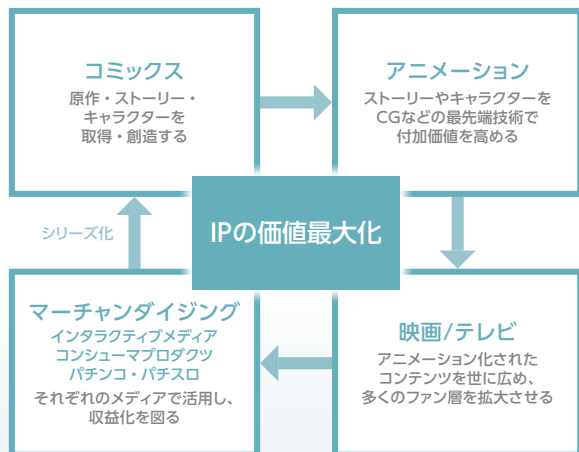 コミックス
原作・ストーリー・
キャラクターを
取得・創造する
アニメーション
ストーリーやキャラクターを
CGなどの最先端技術で
付加価値を高める
IPの価値最大化
シリーズ化
マーチャンダイジング
インタラクティブメディア
コンシューマプロダクツ
パチンコ・パチスロ
それぞれのメディアで活用し、
収益化を図る
映画/テレビ
アニメーション化された
コンテンツを世に広め、
多くのファン層を拡大させる